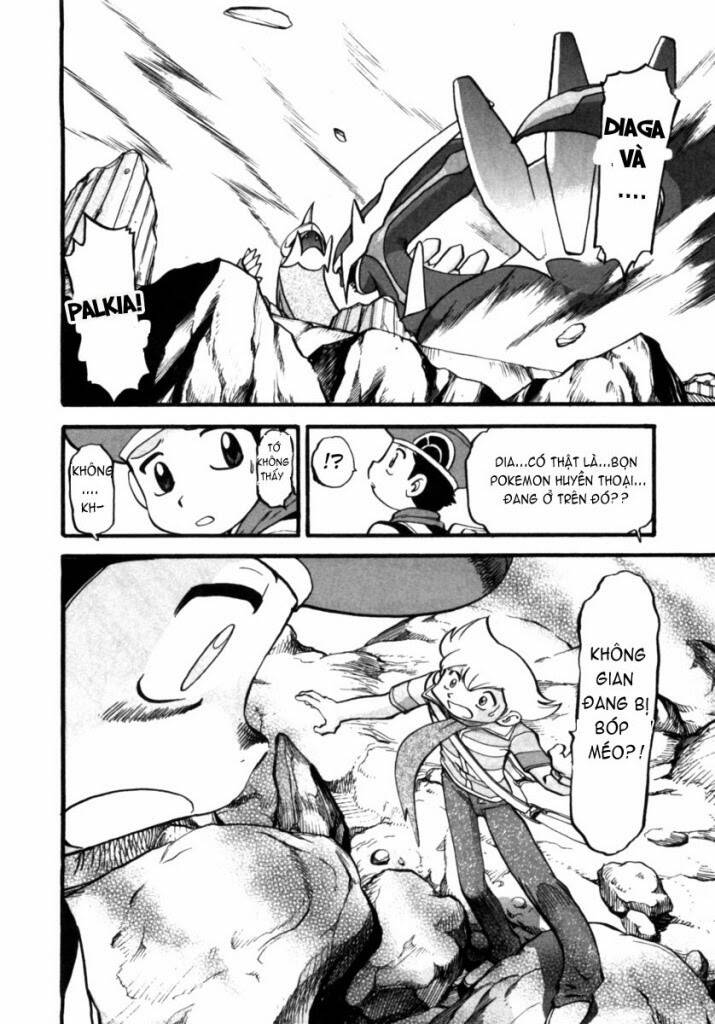 DIAGA
VÀ
....
PALKIA!
DIA...CÓ THẬT LÀ...BỌN
POKEMON HUYỀN THOẠI...
ĐANG Ở TRÊN ĐÓ??
!?
TỚ
KHÔNG
THẤY
KHÔNG
....
KH-
KHÔNG
GIAN
ĐANG BỊ
BÓP
MÉO?!